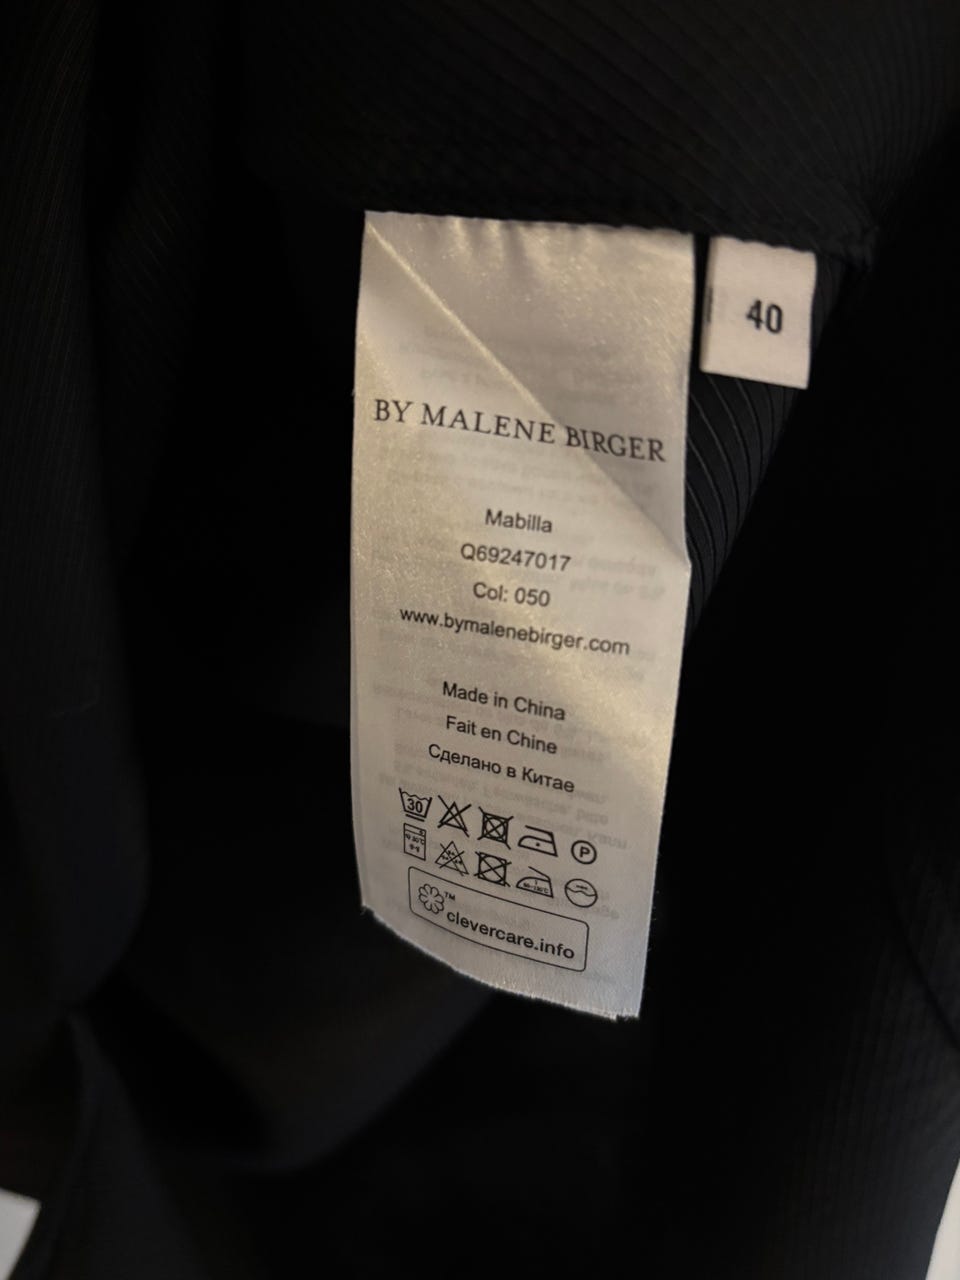 40
BY MALENE BIRGER
Mabilla
Q69247017
Col: 050
www.bymalenebirger.com
Made in China
Fait en Chine
Сделано в Китае
30
P
TM
clevercare.info